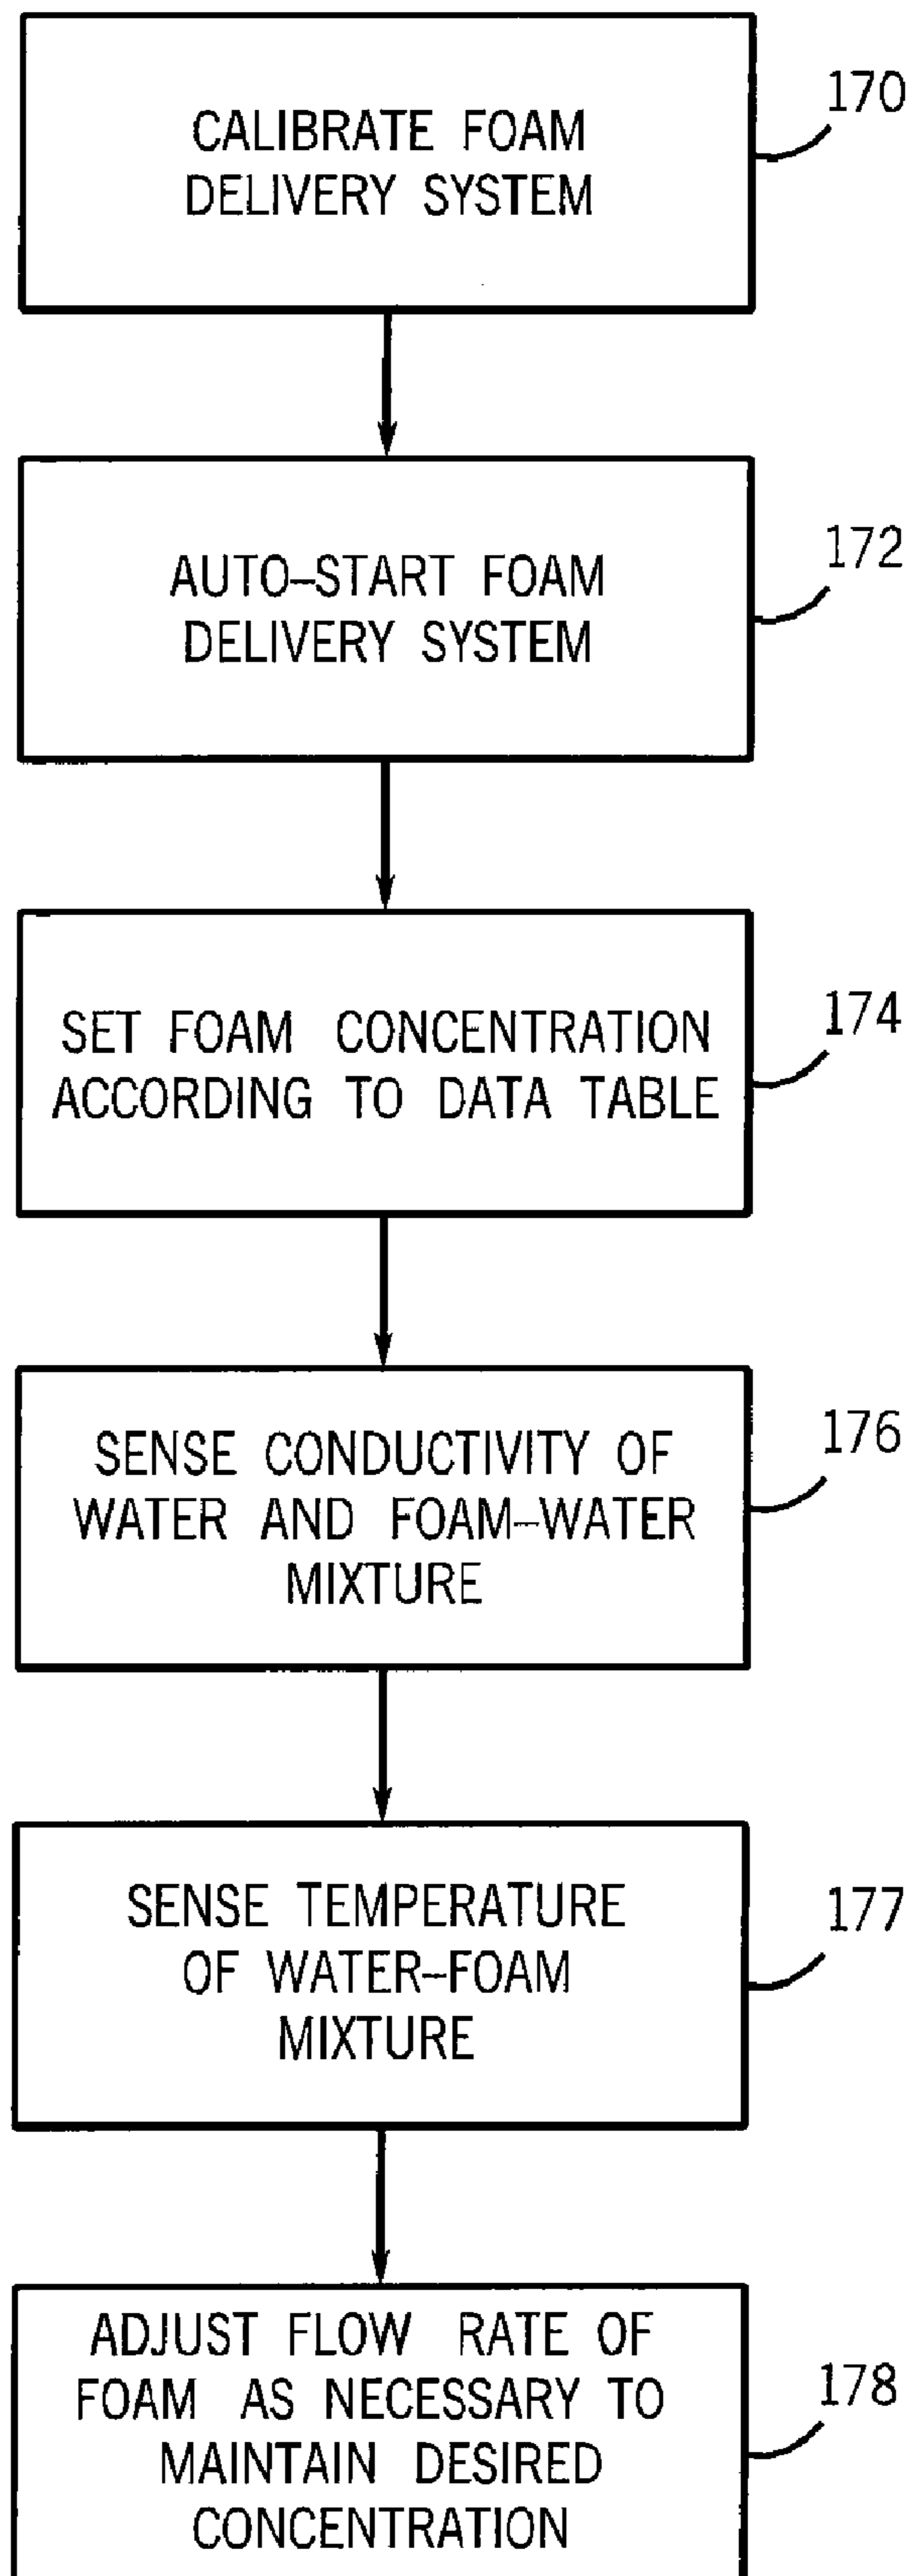 CALIBRATE FOAM
DELIVERY SYSTEM
170
AUTO–START FOAM
DELIVERY SYSTEM
172
SET FOAM CONCENTRATION
ACCORDING TO DATA TABLE
174
SENSE CONDUCTIVITY OF
WATER AND FOAM–WATER
MIXTURE
176
SENSE TEMPERATURE
OF WATER–FOAM
MIXTURE
177
ADJUST FLOW RATE OF
FOAM AS NECESSARY TO
MAINTAIN DESIRED
CONCENTRATION
178